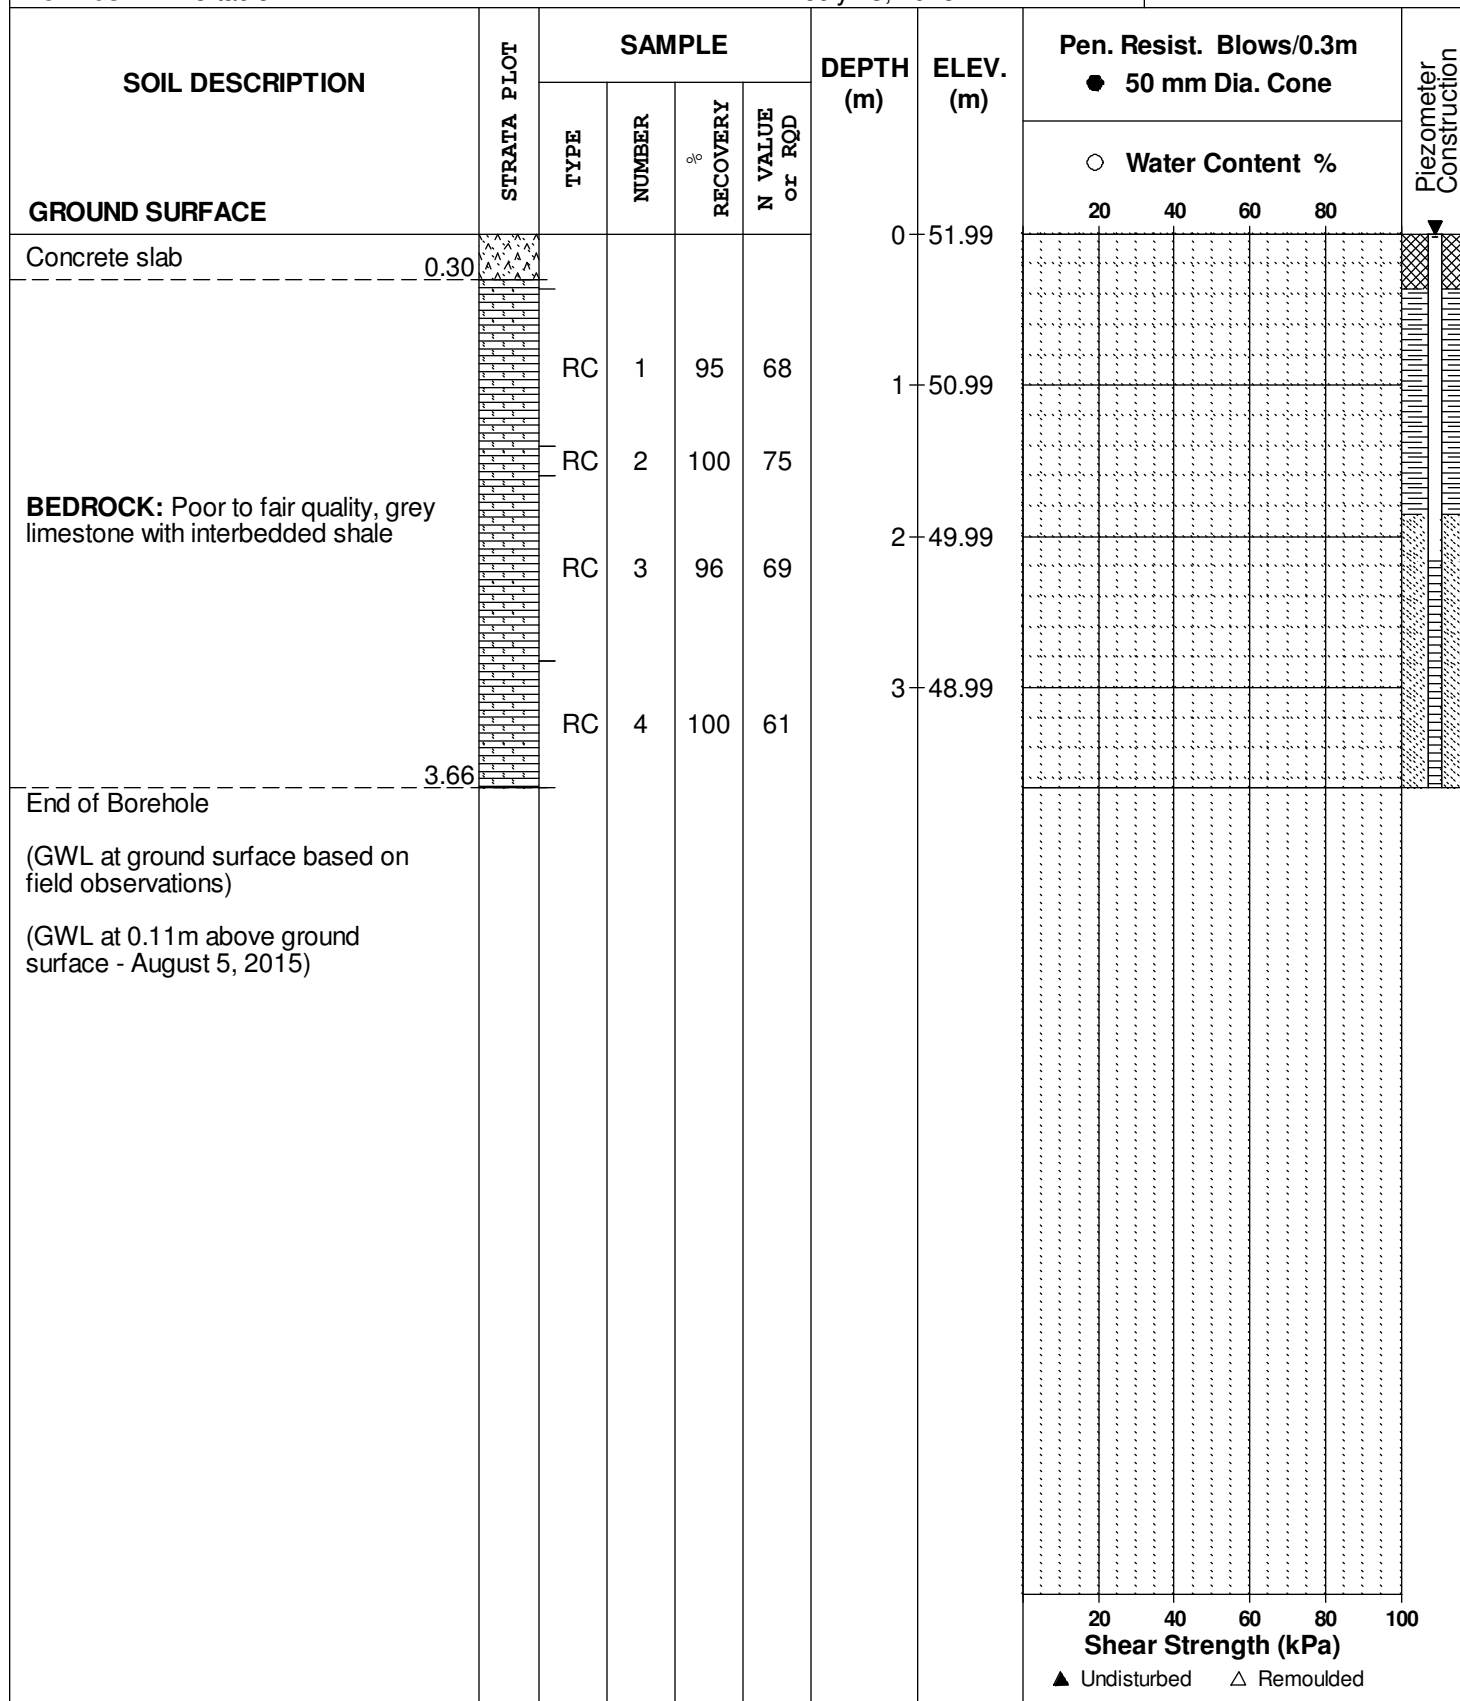 SOIL DESCRIPTION
GROUND SURFACE
STRATA PLOT
SAMPLE
TYPE
NUMBER
% RECOVERY
N VALUE or RQD
DEPTH (m)
ELEV. (m)
Pen. Resist. Blows/0.3m
● 50 mm Dia. Cone
○ Water Content %
20 40 60 80
Piezometer Construction
0 51.99
Concrete slab
0.30
RC 1 95 68
1 50.99
RC 2 100 75
BEDROCK: Poor to fair quality, grey
limestone with interbedded shale
2 49.99
RC 3 96 69
3 48.99
RC 4 100 61
3.66
End of Borehole
(GWL at ground surface based on
field observations)
(GWL at 0.11m above ground
surface - August 5, 2015)
20 40 60 80 100
Shear Strength (kPa)
▲ Undisturbed △ Remoulded